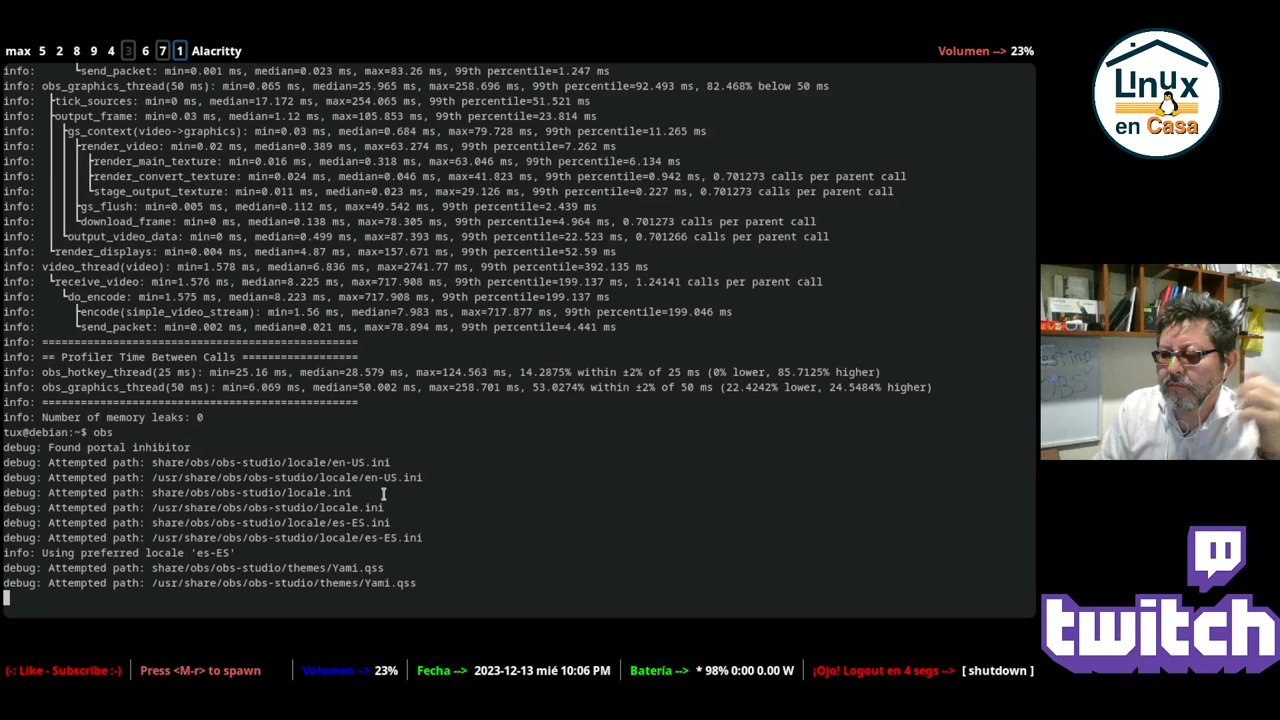 max 5 2 8 9 4 3 6 7 1 Alacritty
Volumen --> 23%
info: send_packet: min=0.001 ms, median=0.023 ms, max=83.26 ms, 99th percentile=1.247 ms
info: obs_graphics_thread(50 ms): min=0.065 ms, median=25.965 ms, max=258.696 ms, 99th percentile=92.493 ms, 82.468% below 50 ms
info: tick_sources: min=0 ms, median=17.172 ms, max=254.065 ms, 99th percentile=51.521 ms
info: output_frame: min=0.03 ms, median=1.12 ms, max=105.853 ms, 99th percentile=23.814 ms
info: gs_context(video->graphics): min=0.03 ms, median=0.684 ms, max=79.728 ms, 99th percentile=11.265 ms
info: render_video: min=0.02 ms, median=0.389 ms, max=63.274 ms, 99th percentile=7.262 ms
info: render_main_texture: min=0.016 ms, median=0.318 ms, max=63.046 ms, 99th percentile=6.134 ms
info: render_convert_texture: min=0.024 ms, median=0.046 ms, max=41.823 ms, 99th percentile=0.942 ms, 0.701273 calls per parent call
info: stage_output_texture: min=0.011 ms, median=0.023 ms, max=29.126 ms, 99th percentile=0.227 ms, 0.701273 calls per parent call
info: gs_flush: min=0.005 ms, median=0.112 ms, max=49.542 ms, 99th percentile=2.439 ms
info: download_frame: min=0 ms, median=0.138 ms, max=78.305 ms, 99th percentile=4.964 ms, 0.701273 calls per parent call
info: output_video_data: min=0 ms, median=0.499 ms, max=87.393 ms, 99th percentile=22.523 ms, 0.701266 calls per parent call
info: render_displays: min=0.004 ms, median=4.87 ms, max=157.671 ms, 99th percentile=52.59 ms
info: video_thread(video): min=1.578 ms, median=6.836 ms, max=2741.77 ms, 99th percentile=392.135 ms
info: receive_video: min=1.576 ms, median=8.225 ms, max=717.908 ms, 99th percentile=199.137 ms, 1.24141 calls per parent call
info: do_encode: min=1.575 ms, median=8.223 ms, max=717.908 ms, 99th percentile=199.137 ms
info: encode(simple_video_stream): min=1.56 ms, median=7.983 ms, max=717.877 ms, 99th percentile=199.046 ms
info: send_packet: min=0.002 ms, median=0.021 ms, max=78.894 ms, 99th percentile=4.441 ms
info: =================================================
info: == Profiler Time Between Calls ==================
info: obs_hotkey_thread(25 ms): min=25.16 ms, median=28.579 ms, max=124.563 ms, 14.2875% within ±2% of 25 ms (0% lower, 85.7125% higher)
info: obs_graphics_thread(50 ms): min=6.069 ms, median=50.002 ms, max=258.701 ms, 53.0274% within ±2% of 50 ms (22.4242% lower, 24.5484% higher)
info: =================================================
info: Number of memory leaks: 0
tux@debian:~$ obs
debug: Found portal inhibitor
debug: Attempted path: share/obs/obs-studio/locale/en-US.ini
debug: Attempted path: /usr/share/obs/obs-studio/locale/en-US.ini
debug: Attempted path: share/obs/obs-studio/locale.ini
debug: Attempted path: /usr/share/obs/obs-studio/locale.ini
debug: Attempted path: share/obs/obs-studio/locale/es-ES.ini
debug: Attempted path: /usr/share/obs/obs-studio/locale/es-ES.ini
info: Using preferred locale 'es-ES'
debug: Attempted path: share/obs/obs-studio/themes/Yami.qss
debug: Attempted path: /usr/share/obs/obs-studio/themes/Yami.qss
(-: Like - Subscribe :-) Press <M-r> to spawn Volumen --> 23% Fecha --> 2023-12-13 mié 10:06 PM Batería --> * 98% 0:00 0.00 W ¡Ojo! Logout en 4 segs --> [ shutdown ]
Linux
en Casa
OBS
twitch